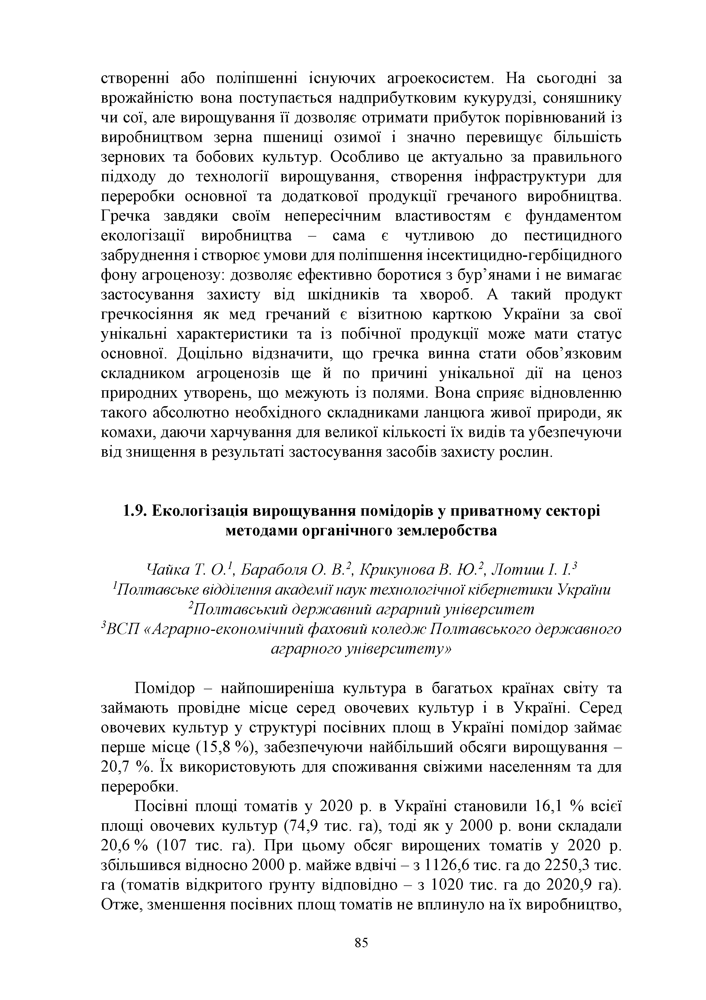 створенні або поліпшенні існуючих агроекосистем. На сьогодні за
врожайністю вона поступається надприбутковим кукурудзі, соняшнику
чи сої, але вирощування її дозволяє отримати прибуток порівнюваний із
виробництвом зерна пшениці озимої і значно перевищує більшість
зернових та бобових культур. Особливо це актуально за правильного
підходу до технології вирощування, створення інфраструктури для
переробки основної та додаткової продукції гречаного виробництва.
Гречка завдяки своїм непересічним властивостям є фундаментом
екологізації виробництва – сама є чутливою до пестицидного
забруднення і створює умови для поліпшення інсектицидно-гербіцидного
фону агроценозу: дозволяє ефективно боротися з бур’янами і не вимагає
застосування захисту від шкідників та хвороб. А такий продукт
гречкосіяння як мед гречаний є візитною карткою України за свої
унікальні характеристики та із побічної продукції може мати статус
основної. Доцільно відзначити, що гречка винна стати обов’язковим
складником агроценозів ще й по причині унікальної дії на ценоз
природних утворень, що межують із полями. Вона сприяє відновленню
такого абсолютно необхідного складниками ланцюга живої природи, як
комахи, даючи харчування для великої кількості їх видів та убезпечуючи
від знищення в результаті застосування засобів захисту рослин.
1.9. Екологізація вирощування помідорів у приватному секторі
методами органічного землеробства
Чайка Т. О.¹, Бараболя О. В.², Крикунова В. Ю.², Лотиш І. І.³
¹Полтавське відділення академії наук технологічної кібернетики України
²Полтавський державний аграрний університет
³ВСП «Аграрно-економічний фаховий коледж Полтавського державного
аграрного університету»
Помідор – найпоширеніша культура в багатьох країнах світу та
займають провідне місце серед овочевих культур і в Україні. Серед
овочевих культур у структурі посівних площ в Україні помідор займає
перше місце (15,8 %), забезпечуючи найбільший обсяги вирощування –
20,7 %. Їх використовують для споживання свіжими населенням та для
переробки.
Посівні площі томатів у 2020 р. в Україні становили 16,1 % всієї
площі овочевих культур (74,9 тис. га), тоді як у 2000 р. вони складали
20,6 % (107 тис. га). При цьому обсяг вирощених томатів у 2020 р.
збільшився відносно 2000 р. майже вдвічі – з 1126,6 тис. га до 2250,3 тис.
га (томатів відкритого ґрунту відповідно – з 1020 тис. га до 2020,9 га).
Отже, зменшення посівних площ томатів не вплинуло на їх виробництво,
85